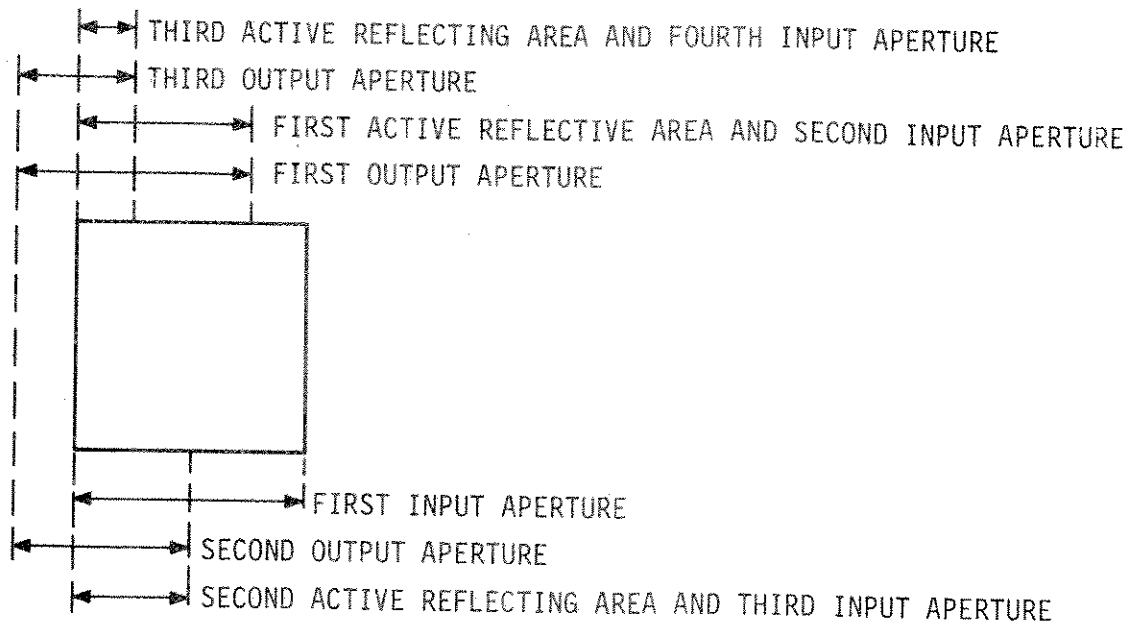 THIRD ACTIVE REFLECTING AREA AND FOURTH INPUT APERTURE
THIRD OUTPUT APERTURE
FIRST ACTIVE REFLECTIVE AREA AND SECOND INPUT APERTURE
FIRST OUTPUT APERTURE
FIRST INPUT APERTURE
SECOND OUTPUT APERTURE
SECOND ACTIVE REFLECTING AREA AND THIRD INPUT APERTURE